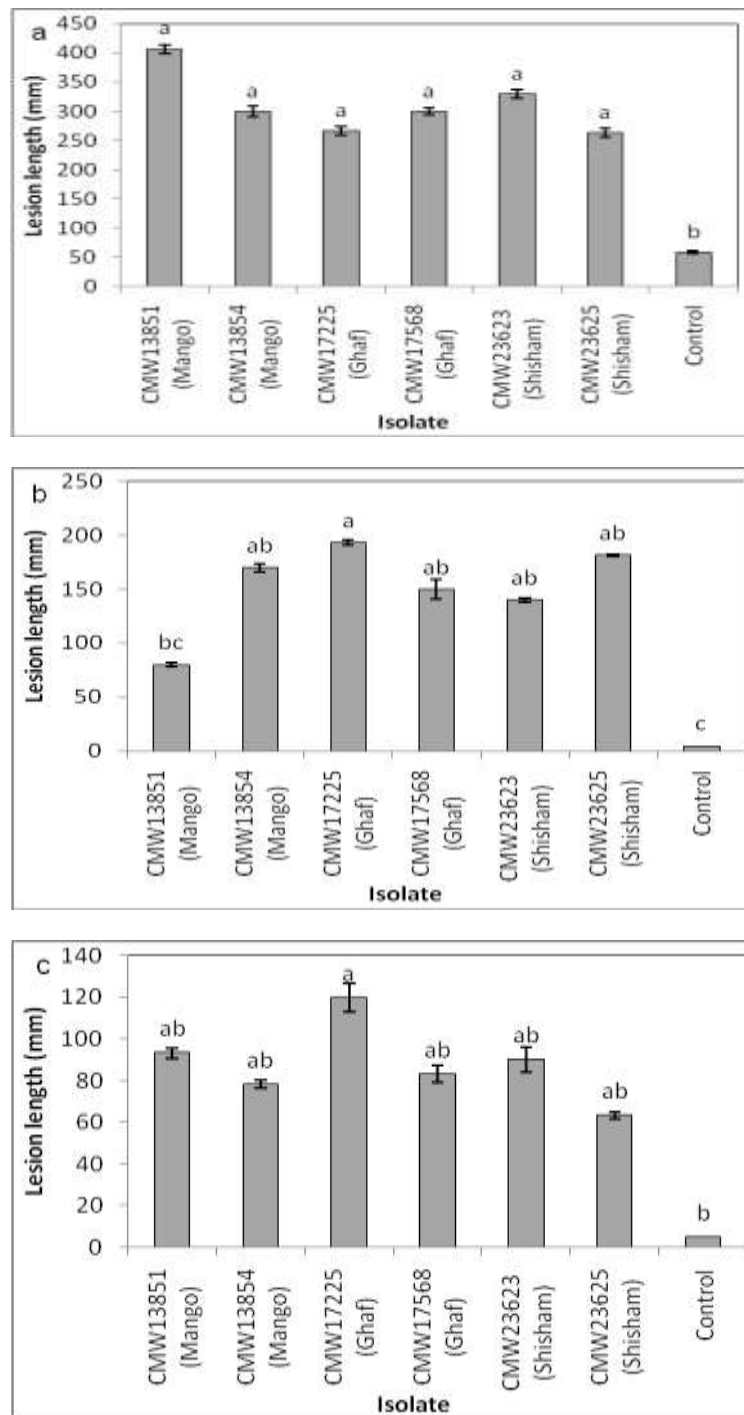 a
Lesion length (mm)
450
400
350
300
250
200
150
100
50
0
a
a
a
a
a
a
b
CMW13851
(Mango)
CMW13854
(Mango)
CMW17225
(Ghaf)
CMW17568
(Ghaf)
CMW23623
(Shisham)
CMW23625
(Shisham)
Control
Isolate
b
Lesion length (mm)
250
200
150
100
50
0
bc
ab
a
ab
ab
ab
c
CMW13851
(Mango)
CMW13854
(Mango)
CMW17225
(Ghaf)
CMW17568
(Ghaf)
CMW23623
(Shisham)
CMW23625
(Shisham)
Control
Isolate
c
Lesion length (mm)
140
120
100
80
60
40
20
0
ab
ab
a
ab
ab
ab
b
CMW13851
(Mango)
CMW13854
(Mango)
CMW17225
(Ghaf)
CMW17568
(Ghaf)
CMW23623
(Shisham)
CMW23625
(Shisham)
Control
Isolate